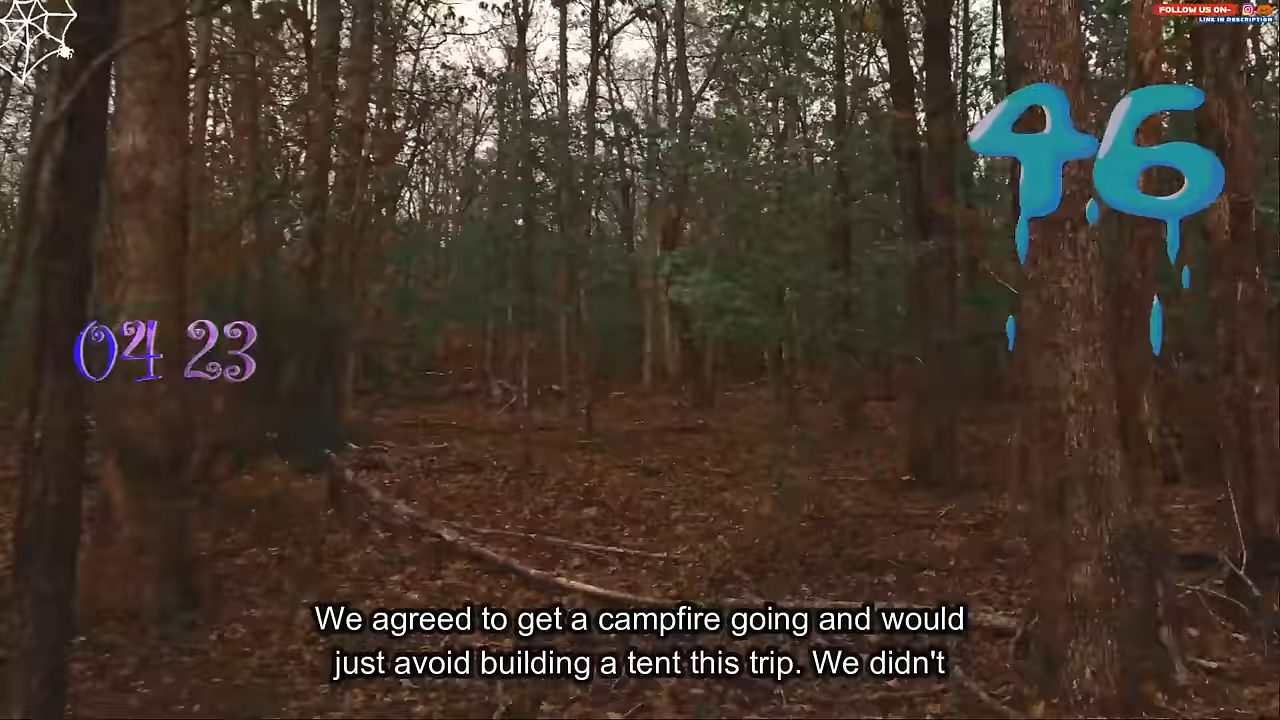 FOLLOW US ON-
LINK IN DESCRIPTION
46
04 23
We agreed to get a campfire going and would
just avoid building a tent this trip. We didn't